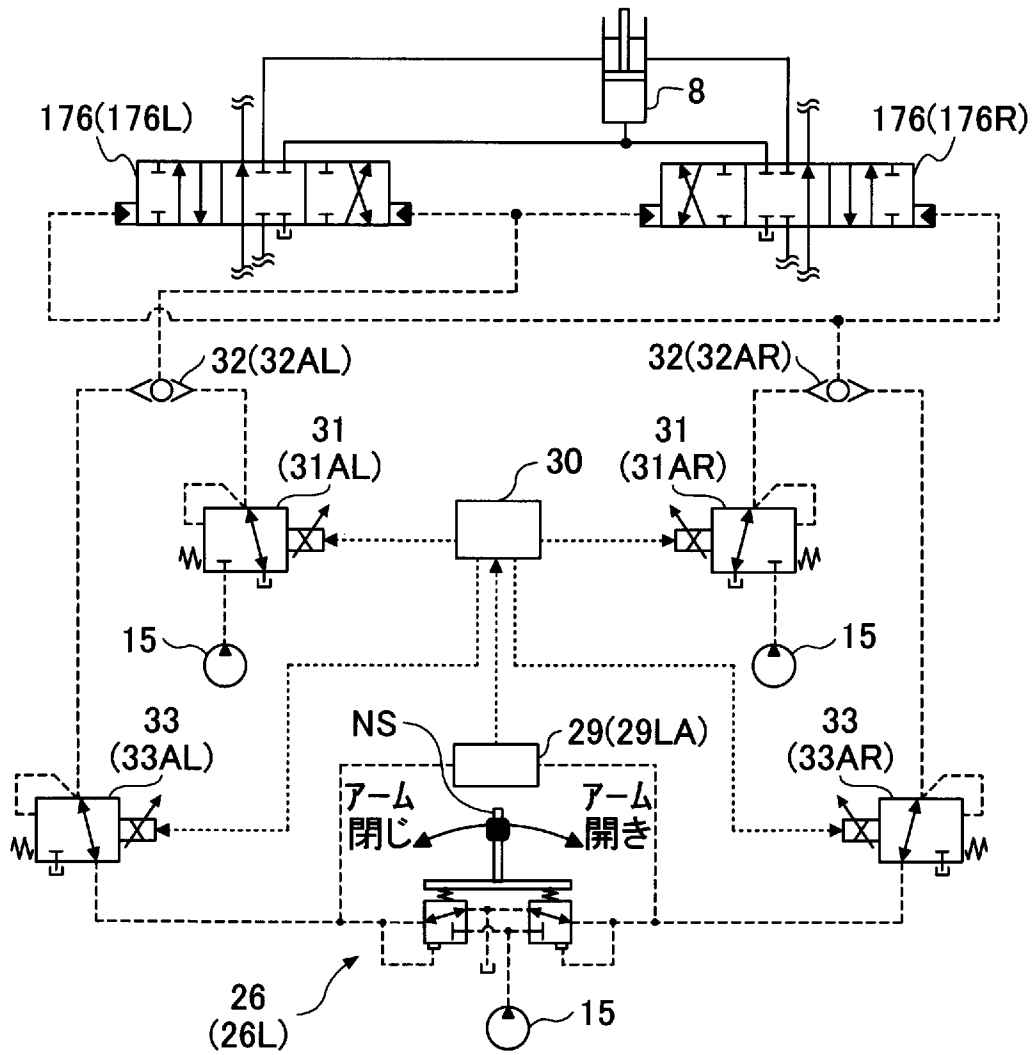 8
176(176L)
176(176R)
32(32AL)
32(32AR)
31
(31AL)
30
31
(31AR)
15
15
33
(33AL)
NS
29(29LA)
33
(33AR)
アーム
閉じ
アーム
開き
26
(26L)
15